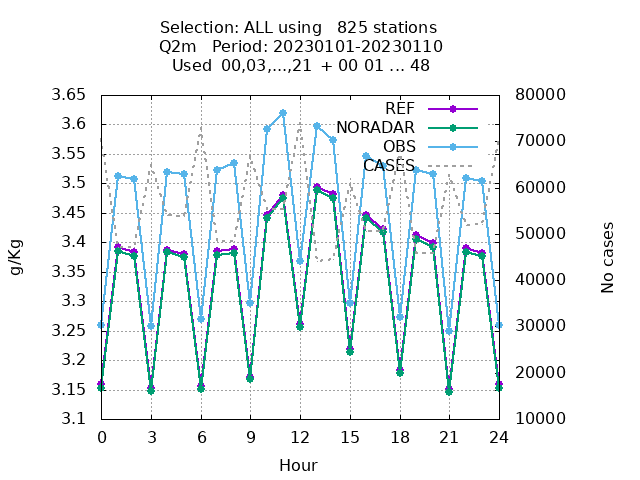 Selection: ALL using   825 stations
Q2m   Period: 20230101-20230110
Used  00,03,...,21  + 00 01 ... 48
3.65
3.6
3.55
3.5
3.45
3.4
3.35
3.3
3.25
3.2
3.15
3.1
80000
70000
60000
50000
40000
30000
20000
10000
REF
NORADAR
OBS
CASES
g/Kg
No cases
0 3 6 9 12 15 18 21 24
Hour